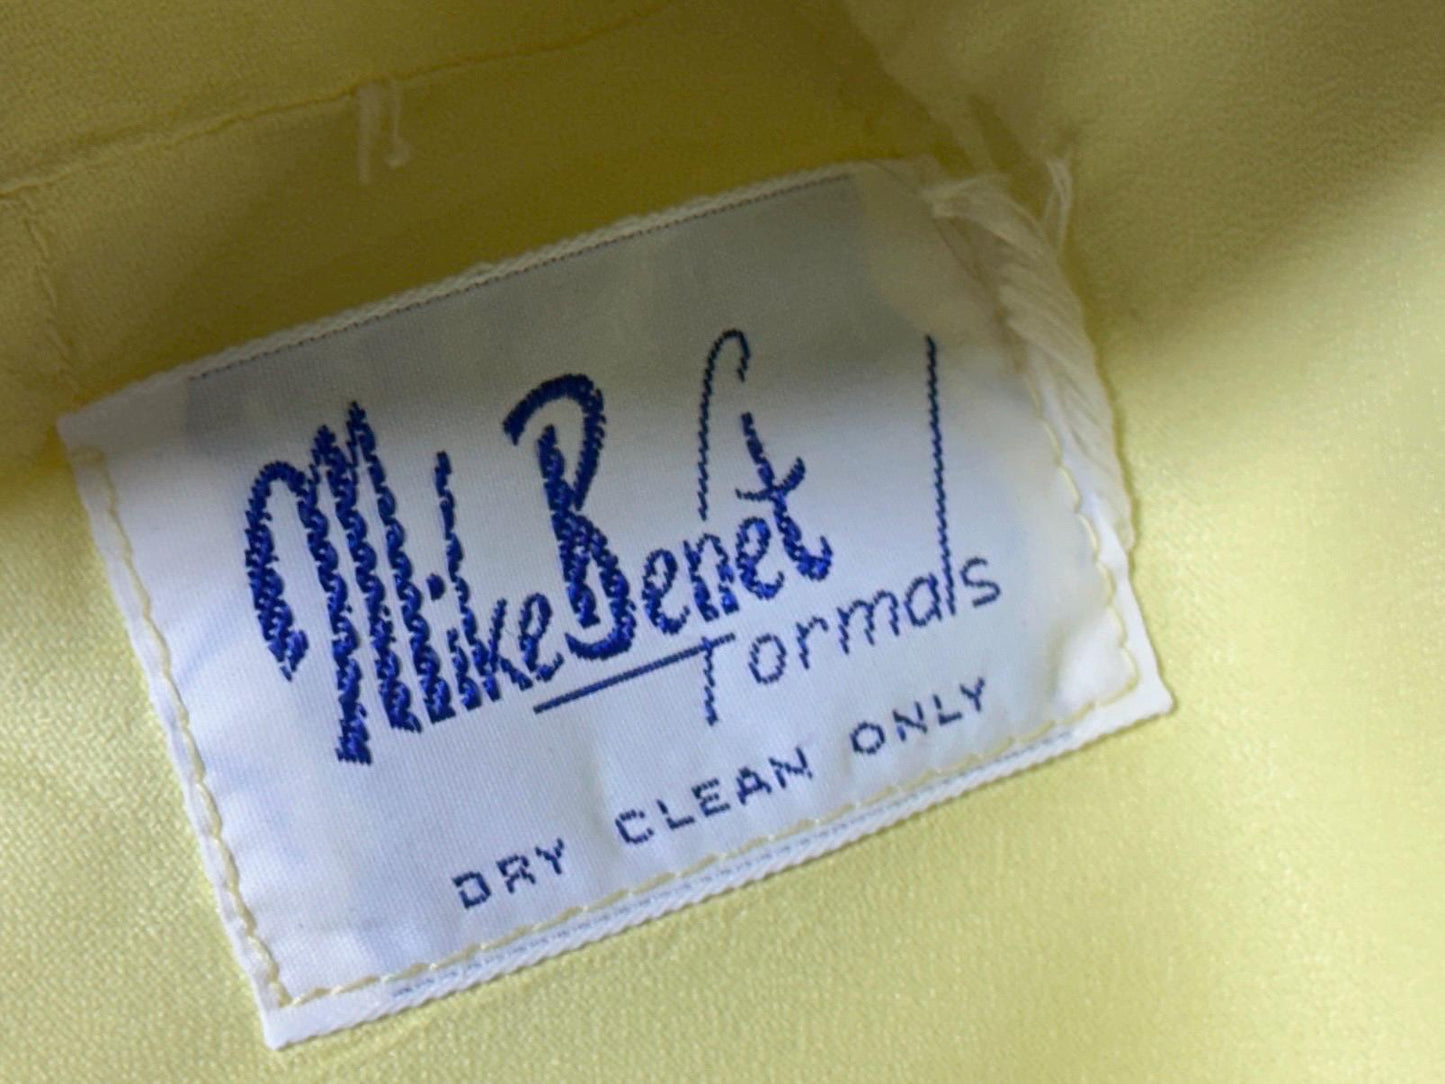 Mike Benet
formals
DRY CLEAN ONLY